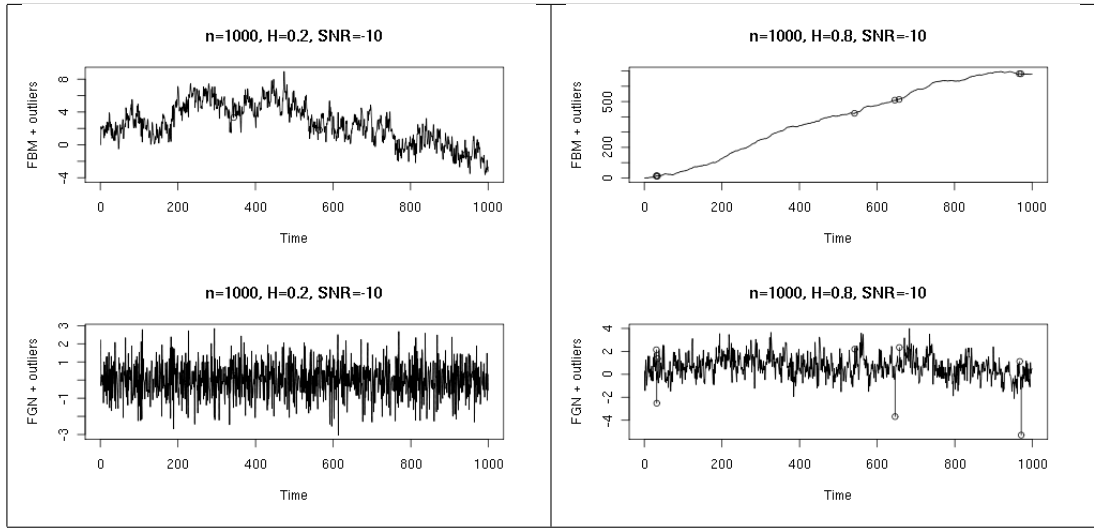 n=1000, H=0.2, SNR=-10
FBM + outliers
8
4
0
-4
0 200 400 600 800 1000
Time
n=1000, H=0.8, SNR=-10
FBM + outliers
500
200
0
0 200 400 600 800 1000
Time
n=1000, H=0.2, SNR=-10
FGN + outliers
3
1
-1
-3
0 200 400 600 800 1000
Time
n=1000, H=0.8, SNR=-10
FGN + outliers
4
2
0
-2
-4
0 200 400 600 800 1000
Time